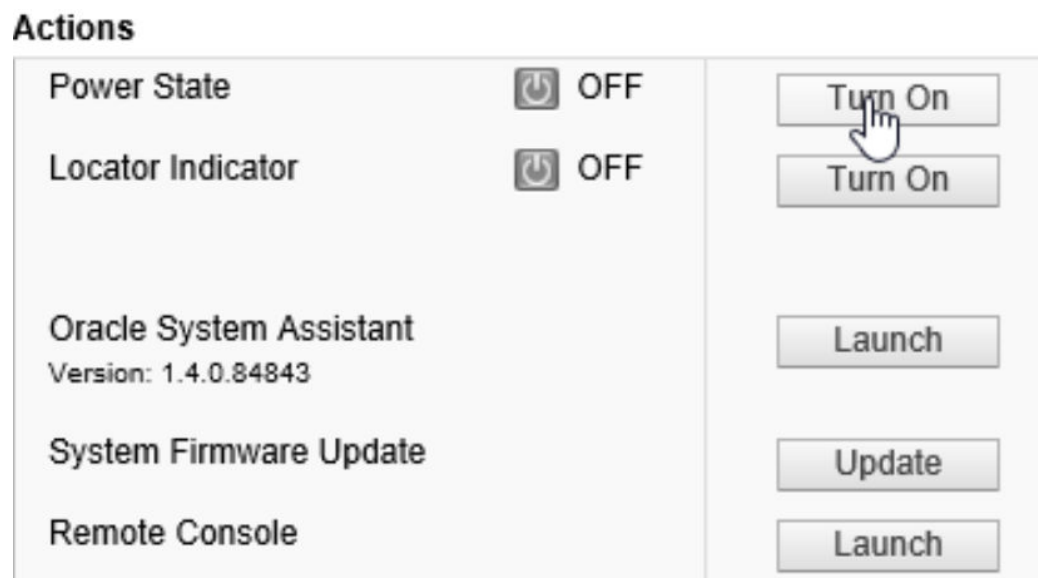 Actions
Power State OFF Turn On
Locator Indicator OFF Turn On
Oracle System Assistant Launch
Version: 1.4.0.84843
System Firmware Update Update
Remote Console Launch